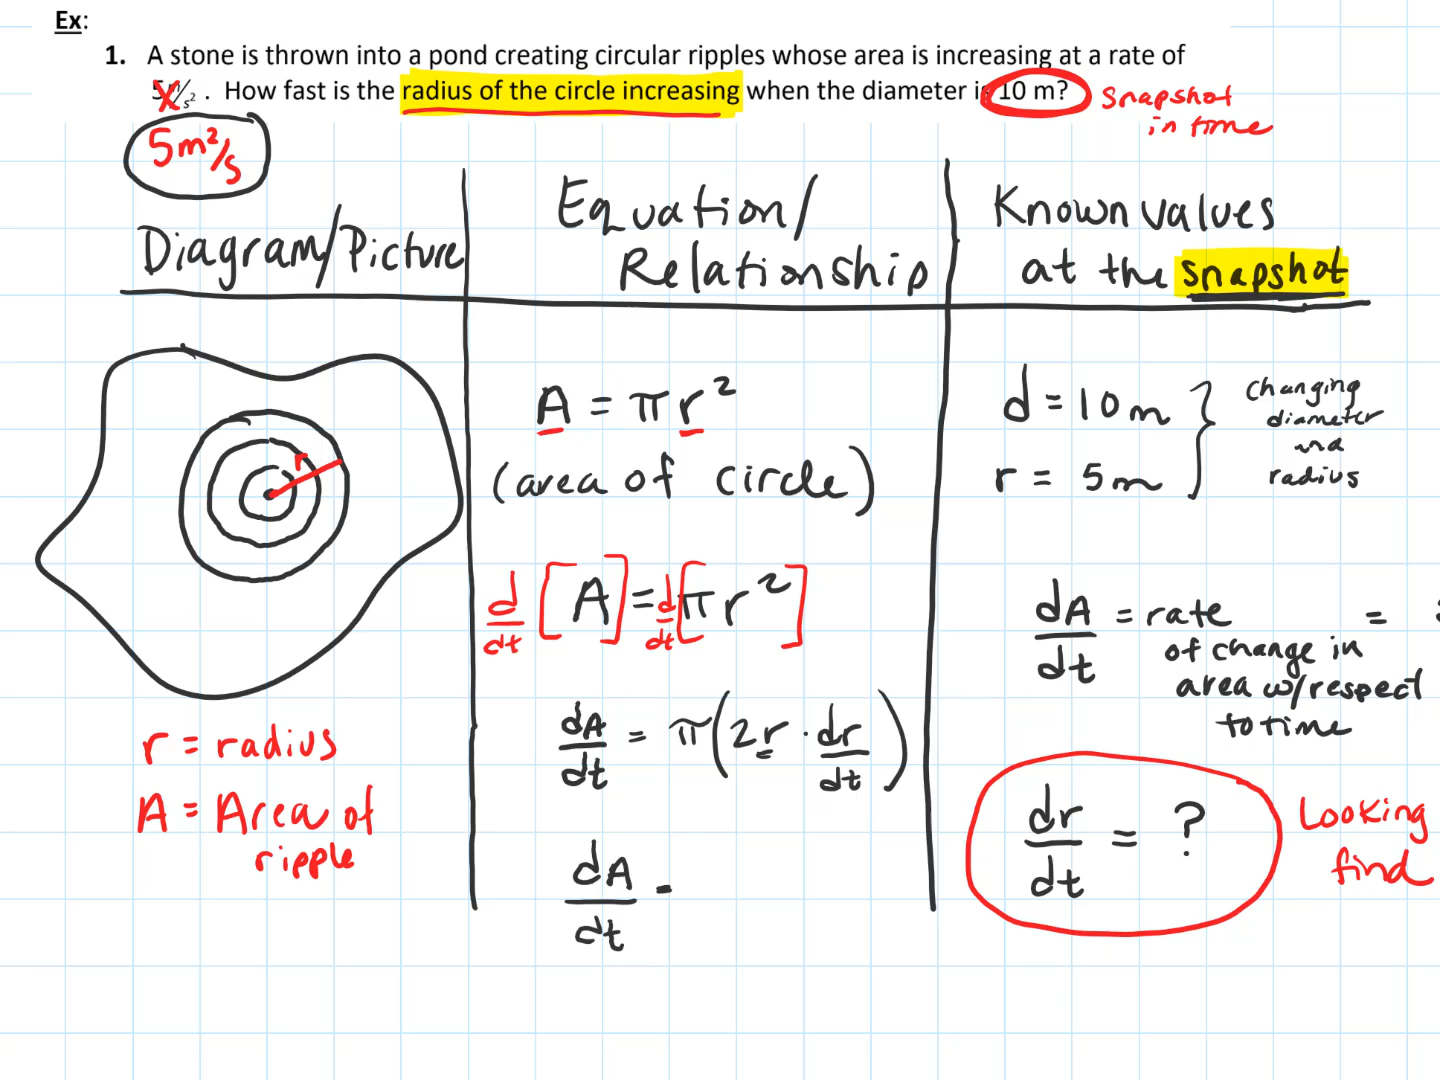 Ex:
1. A stone is thrown into a pond creating circular ripples whose area is increasing at a rate of
/s² . How fast is the radius of the circle increasing when the diameter is 10 m?
snapshot
in time
5m²/s
Diagram/Picture
Equation/
Relationship
Known values
at the snapshot
r
A = πr²
(area of circle)
d = 10m
r = 5m
changing
diameter
and
radius
d/dt [A] = d/dt [πr²]
dA/dt = π(2r · dr/dt)
dA/dt =
dA/dt = rate =
of change in
area w/respect
to time
dr/dt = ?
Looking
find
r = radius
A = Area of
ripple